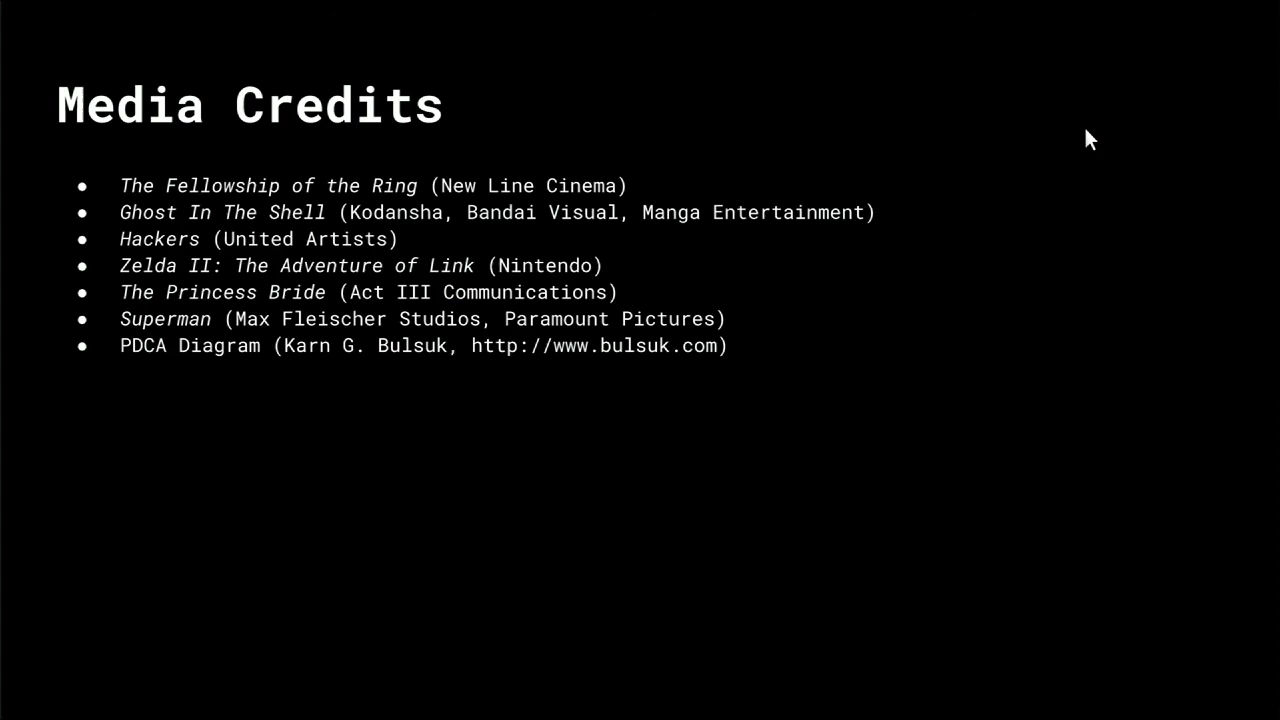 Media Credits
● The Fellowship of the Ring (New Line Cinema)
● Ghost In The Shell (Kodansha, Bandai Visual, Manga Entertainment)
● Hackers (United Artists)
● Zelda II: The Adventure of Link (Nintendo)
● The Princess Bride (Act III Communications)
● Superman (Max Fleischer Studios, Paramount Pictures)
● PDCA Diagram (Karn G. Bulsuk, http://www.bulsuk.com)